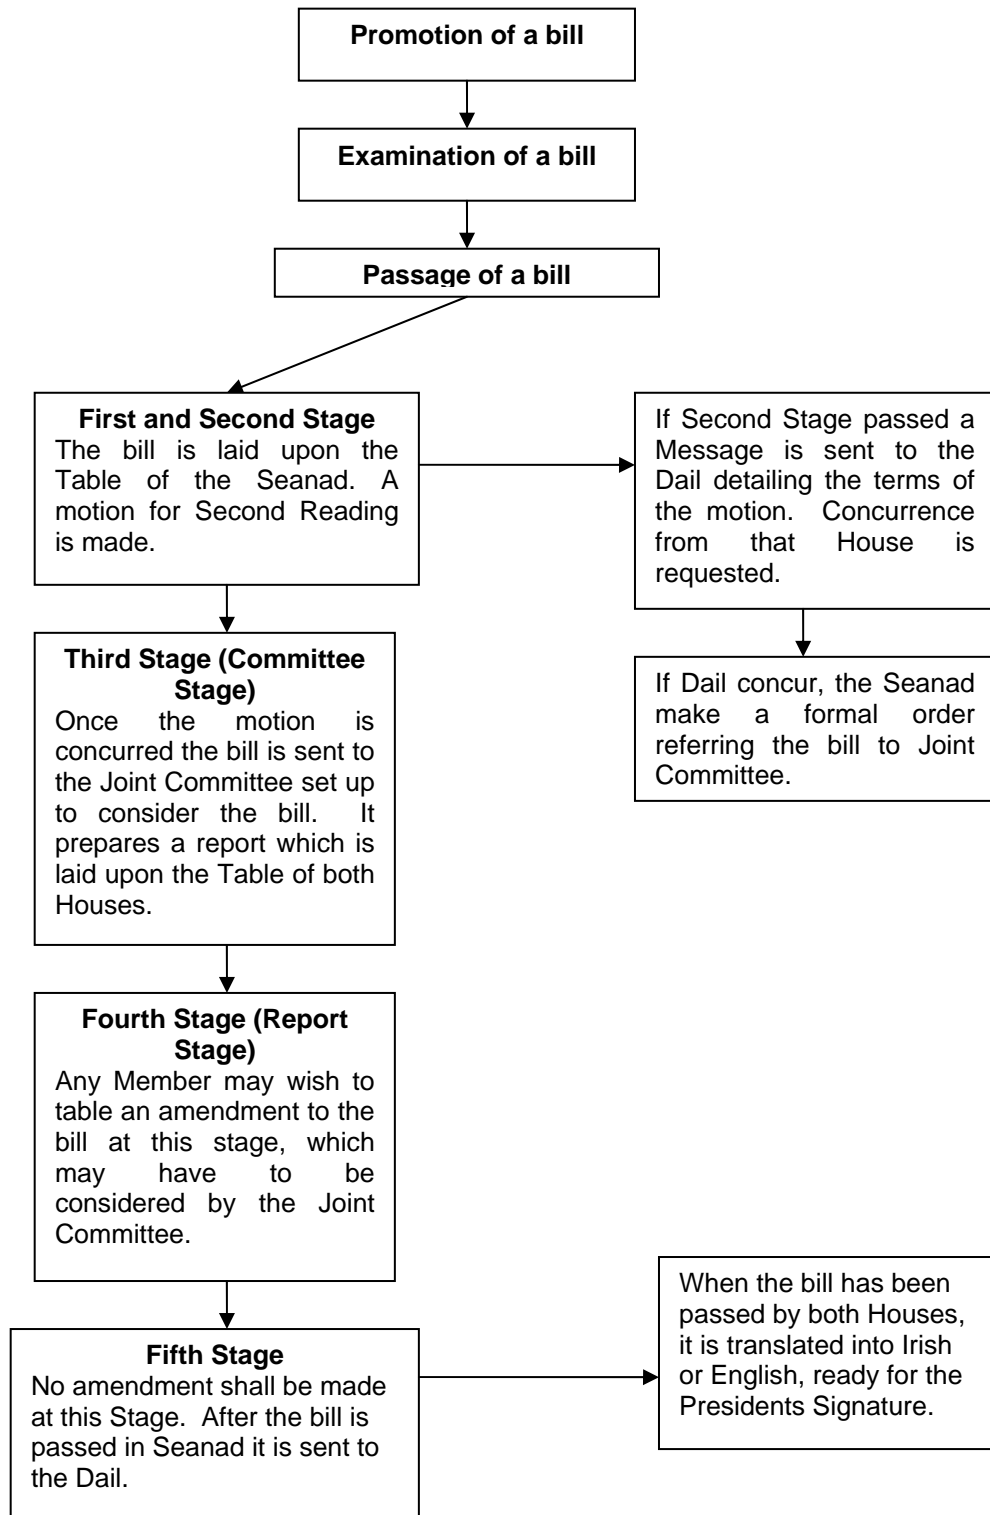 Promotion of a bill
Examination of a bill
Passage of a bill
First and Second Stage
The bill is laid upon the
Table of the Seanad. A
motion for Second Reading
is made.
If Second Stage passed a
Message is sent to the
Dail detailing the terms of
the motion. Concurrence
from that House is
requested.
Third Stage (Committee
Stage)
Once the motion is
concurred the bill is sent to
the Joint Committee set up
to consider the bill. It
prepares a report which is
laid upon the Table of both
Houses.
If Dail concur, the Seanad
make a formal order
referring the bill to Joint
Committee.
Fourth Stage (Report
Stage)
Any Member may wish to
table an amendment to the
bill at this stage, which
may have to be
considered by the Joint
Committee.
Fifth Stage
No amendment shall be made
at this Stage. After the bill is
passed in Seanad it is sent to
the Dail.
When the bill has been
passed by both Houses,
it is translated into Irish
or English, ready for the
Presidents Signature.